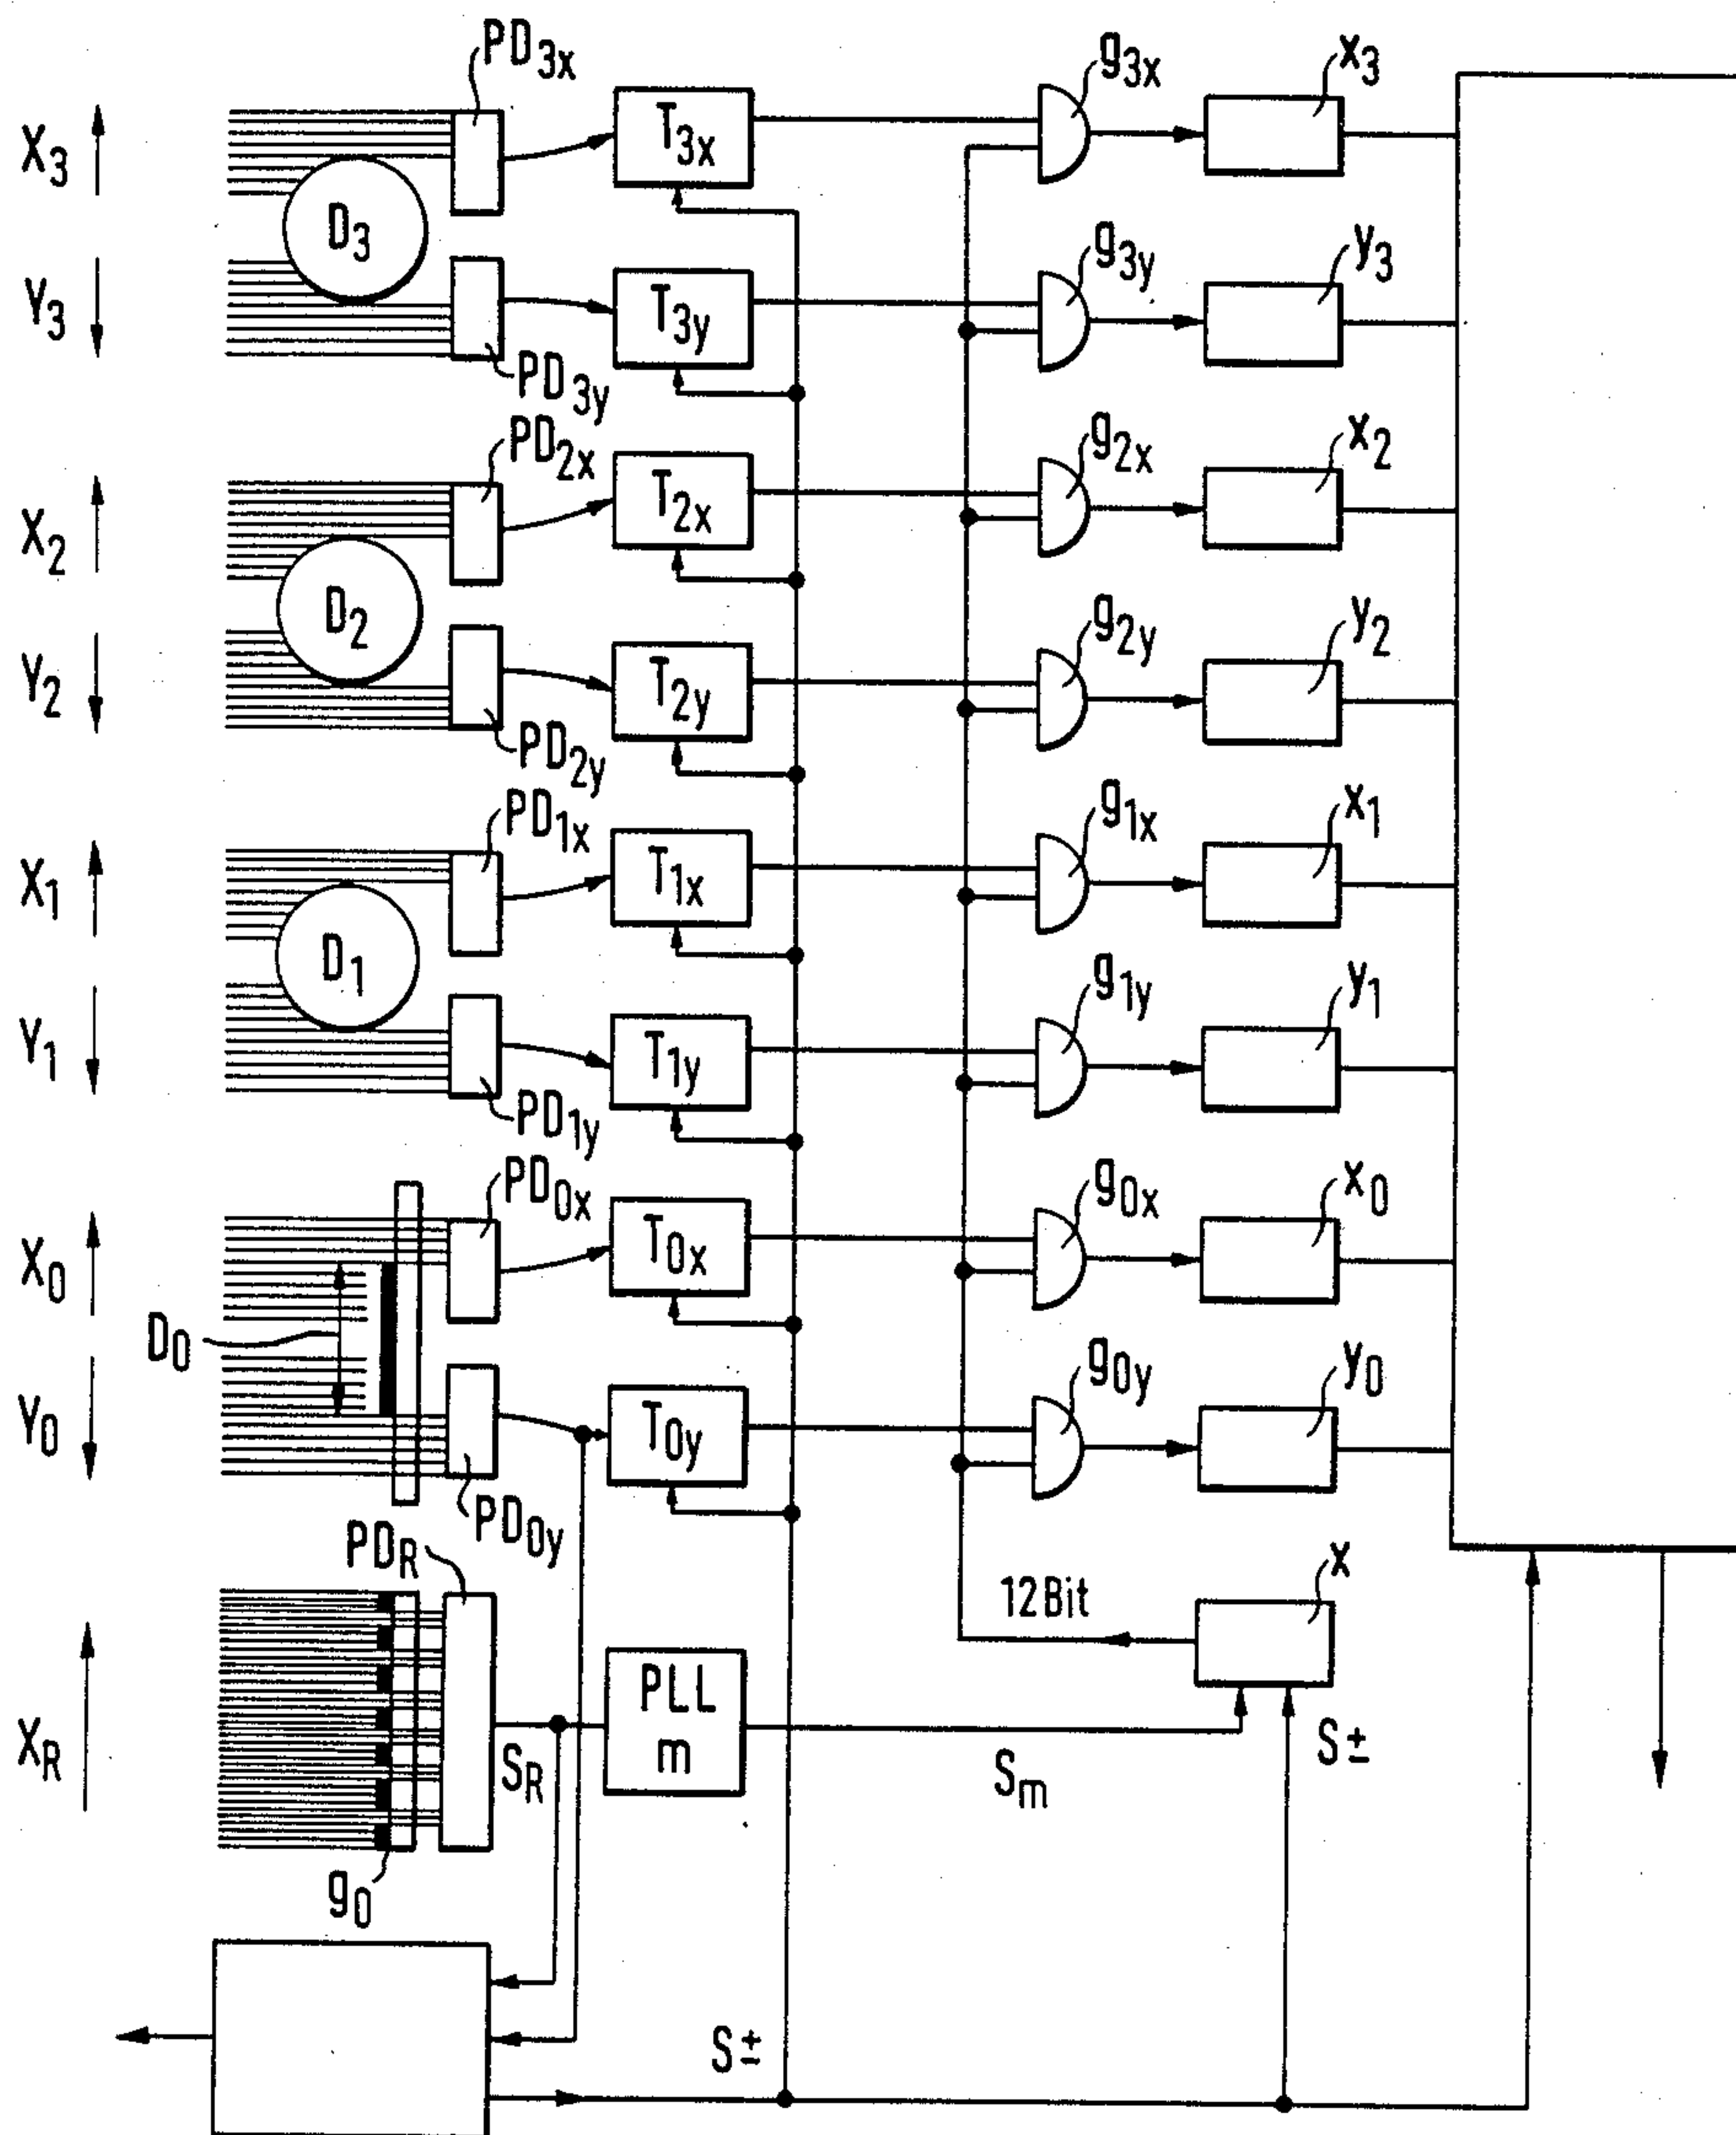 PD3x
g3x
x3
X3
T3x
D3
g3y
y3
Y3
T3y
PD3y
PD2x
g2x
x2
X2
T2x
D2
g2y
y2
Y2
T2y
PD2y
PD1x
g1x
x1
X1
T1x
D1
g1y
y1
Y1
T1y
PD1y
PD0x
g0x
x0
X0
T0x
D0
g0y
y0
Y0
T0y
PD0y
PDR
x
12Bit
XR
PLL
m
SR
Sm
S±
g0
S±